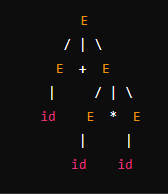 E
/ | \
E + E
| / | \
id E * E
| |
id id